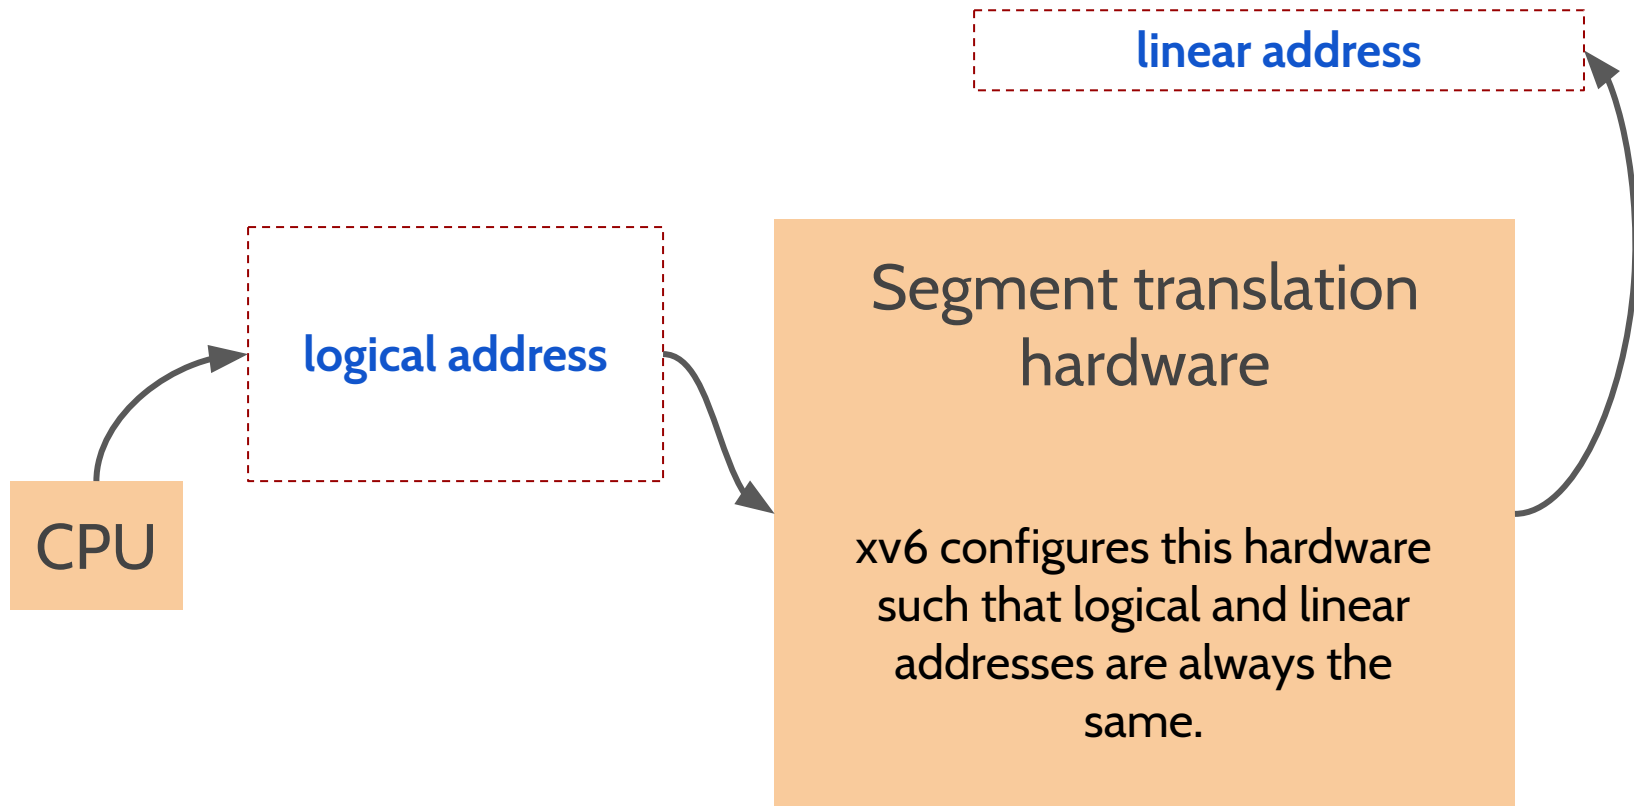 linear address
logical address
Segment translation
hardware
CPU
xv6 configures this hardware
such that logical and linear
addresses are always the
same.